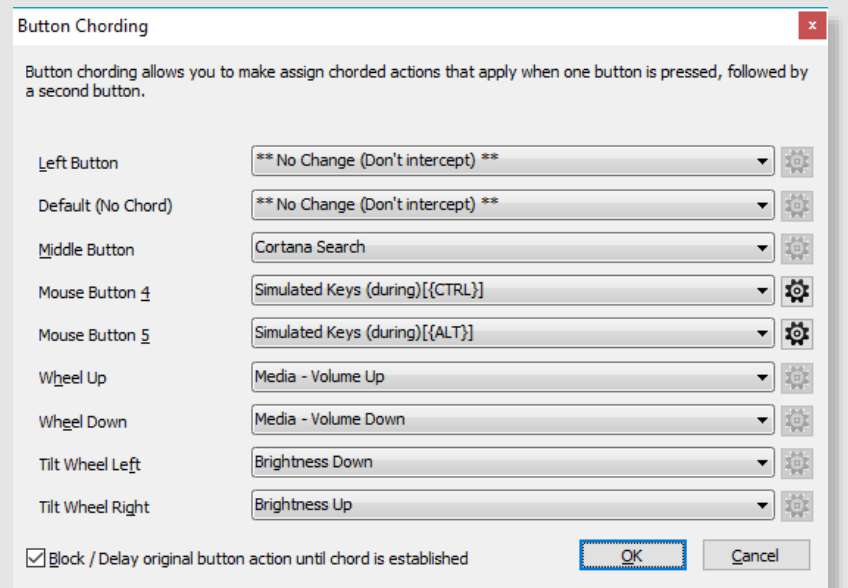 Button Chording
x
Button chording allows you to make assign chorded actions that apply when one button is pressed, followed by
a second button.
Left Button ** No Change (Don't intercept) **
Default (No Chord) ** No Change (Don't intercept) **
Middle Button Cortana Search
Mouse Button 4 Simulated Keys (during)[{CTRL}]
Mouse Button 5 Simulated Keys (during)[{ALT}]
Wheel Up Media - Volume Up
Wheel Down Media - Volume Down
Tilt Wheel Left Brightness Down
Tilt Wheel Right Brightness Up
Block / Delay original button action until chord is established OK Cancel